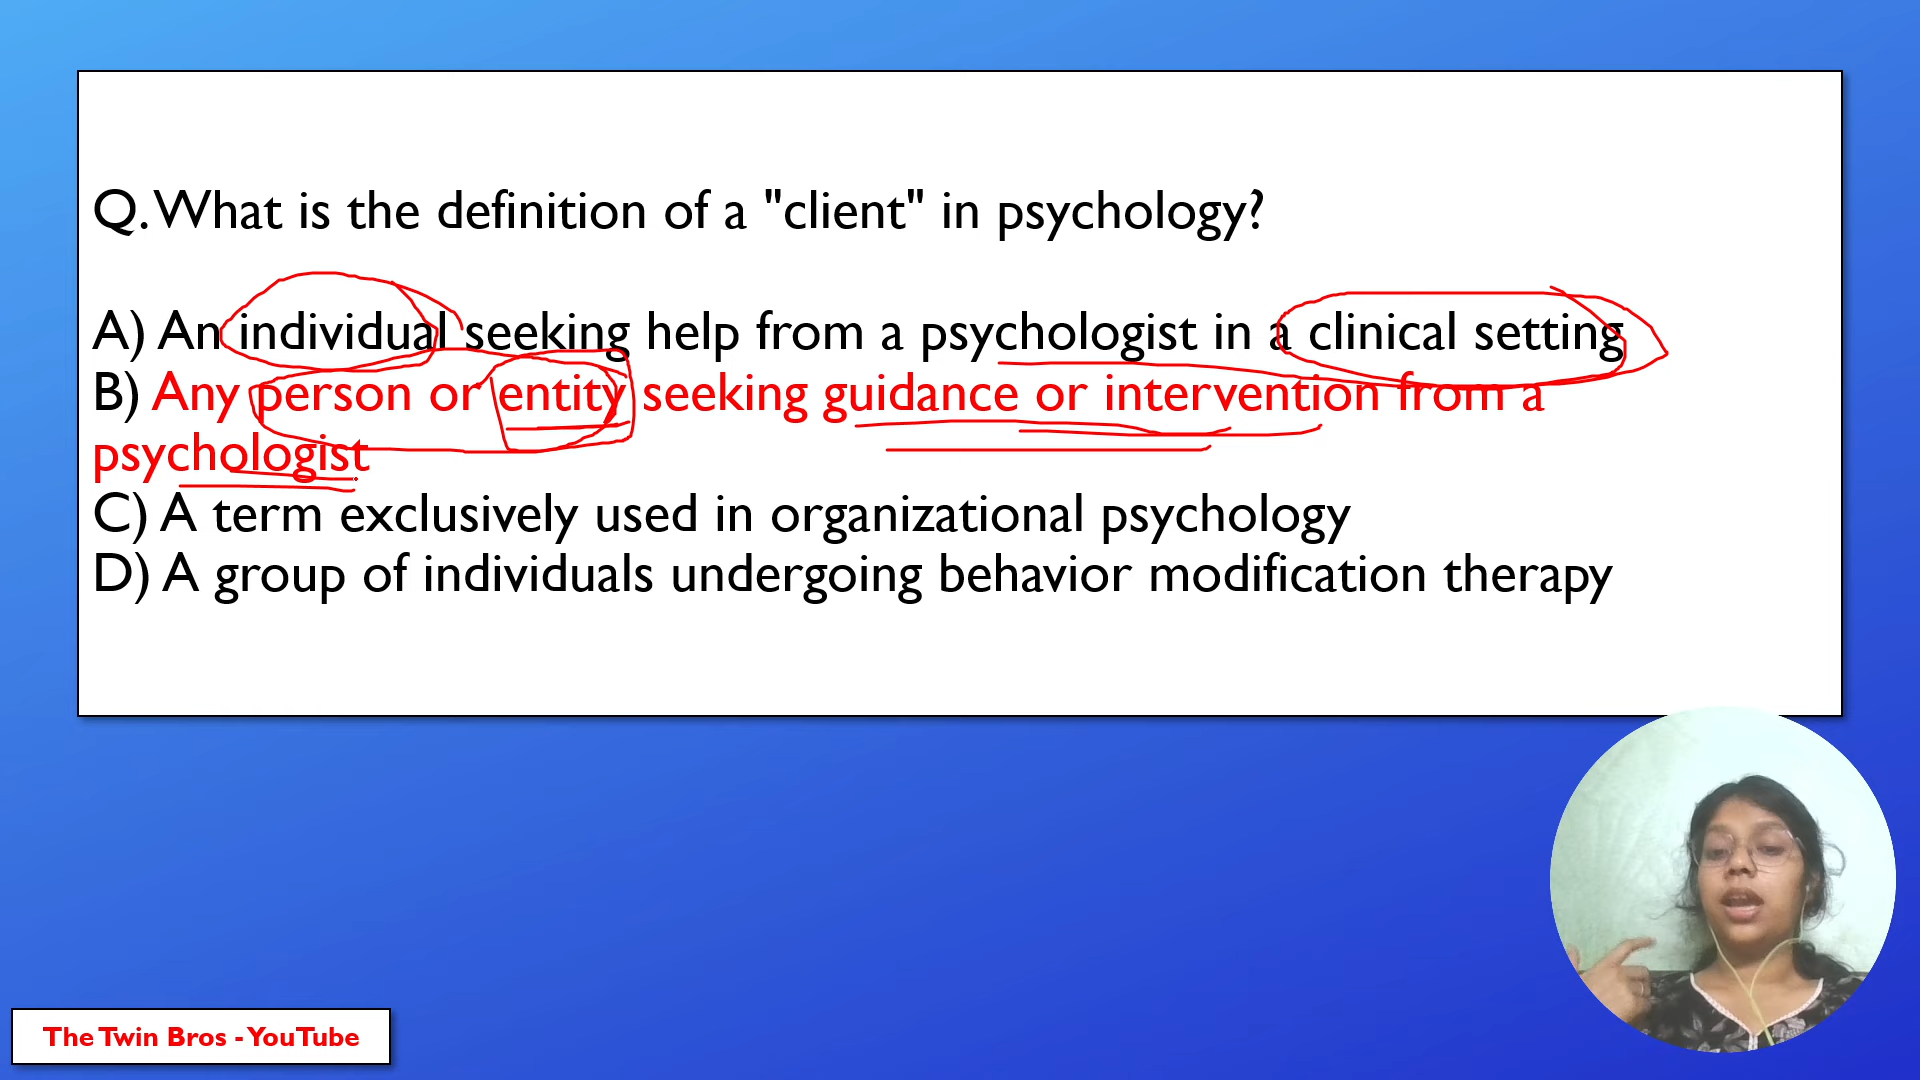 Q. What is the definition of a "client" in psychology?
A) An individual seeking help from a psychologist in a clinical setting
B) Any person or entity seeking guidance or intervention from a
psychologist
C) A term exclusively used in organizational psychology
D) A group of individuals undergoing behavior modification therapy
The Twin Bros - YouTube